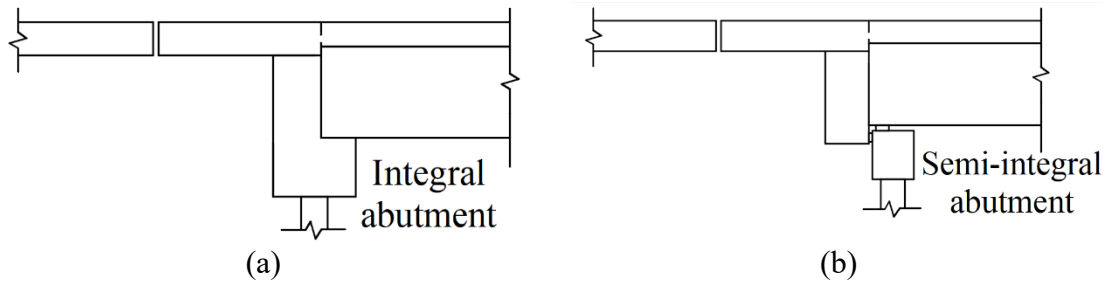 Integral
abutment
Semi-integral
abutment
(a)
(b)